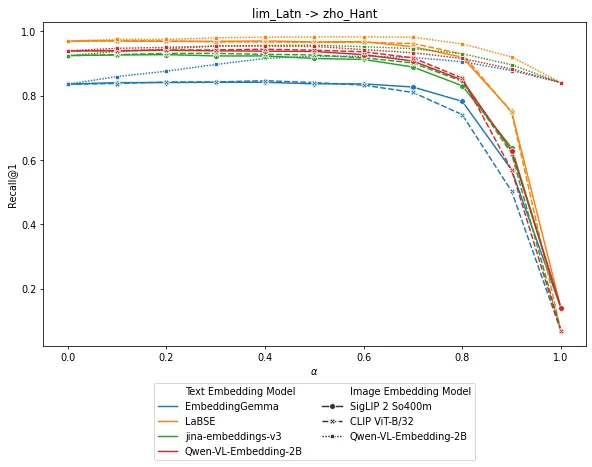 lim_Latn -> zho_Hant
1.0
0.8
0.6
0.4
0.2
Recall@1
0.0 0.2 0.4 0.6 0.8 1.0
α
Text Embedding Model Image Embedding Model
EmbeddingGemma SigLIP 2 So400m
LaBSE CLIP ViT-B/32
jina-embeddings-v3 Qwen-VL-Embedding-2B
Qwen-VL-Embedding-2B